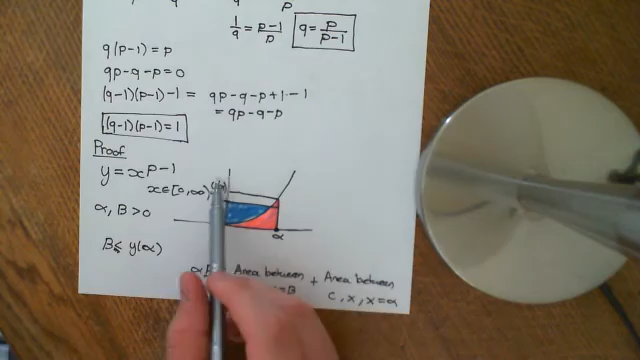 p
1/q = p-1/p
q = p/p-1
q(p-1) = p
qp-q-p=0
(q-1)(p-1)-1 = qp-q-p+1-1
= qp-q-p
(q-1)(p-1)=1
Proof
y = x^{p-1}
x∈[0,∞)
α, B>0
α
B≤ y(α)
Area between + Area between
=B C, x, x=α